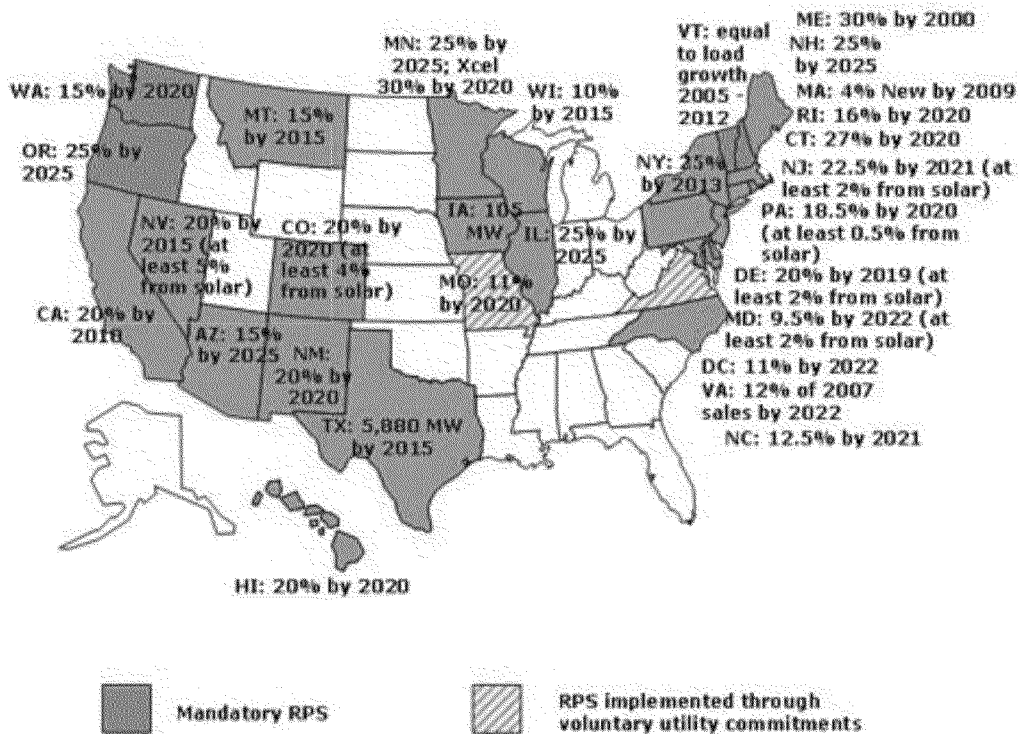 MN: 25% by
2025; Xcel
30% by 2020
VT: equal
to load
growth
2005 -
2012
ME: 30% by 2000
NH: 25%
by 2025
MA: 4% New by 2009
RI: 16% by 2020
CT: 27% by 2020
NJ: 22.5% by 2021 (at
least 2% from solar)
PA: 18.5% by 2020
(at least 0.5% from
solar)
DE: 20% by 2019 (at
least 2% from solar)
MD: 9.5% by 2022 (at
least 2% from solar)
DC: 11% by 2022
VA: 12% of 2007
sales by 2022
NC: 12.5% by 2021
WA: 15% by 2020
MT: 15%
by 2015
WI: 10%
by 2015
OR: 25% by
2025
NY: 25%
by 2013
NV: 20% by
2015 (at
least 5%
from solar)
CO: 20% by
2020 (at
least 4%
from solar)
IA: 105
MW
IL: 25% by
2025
MO: 11%
by 2020
CA: 20% by
2010
AZ: 15%
by 2025
NM:
20% by
2020
TX: 5,880 MW
by 2015
HI: 20% by 2020
Mandatory RPS
RPS implemented through
voluntary utility commitments